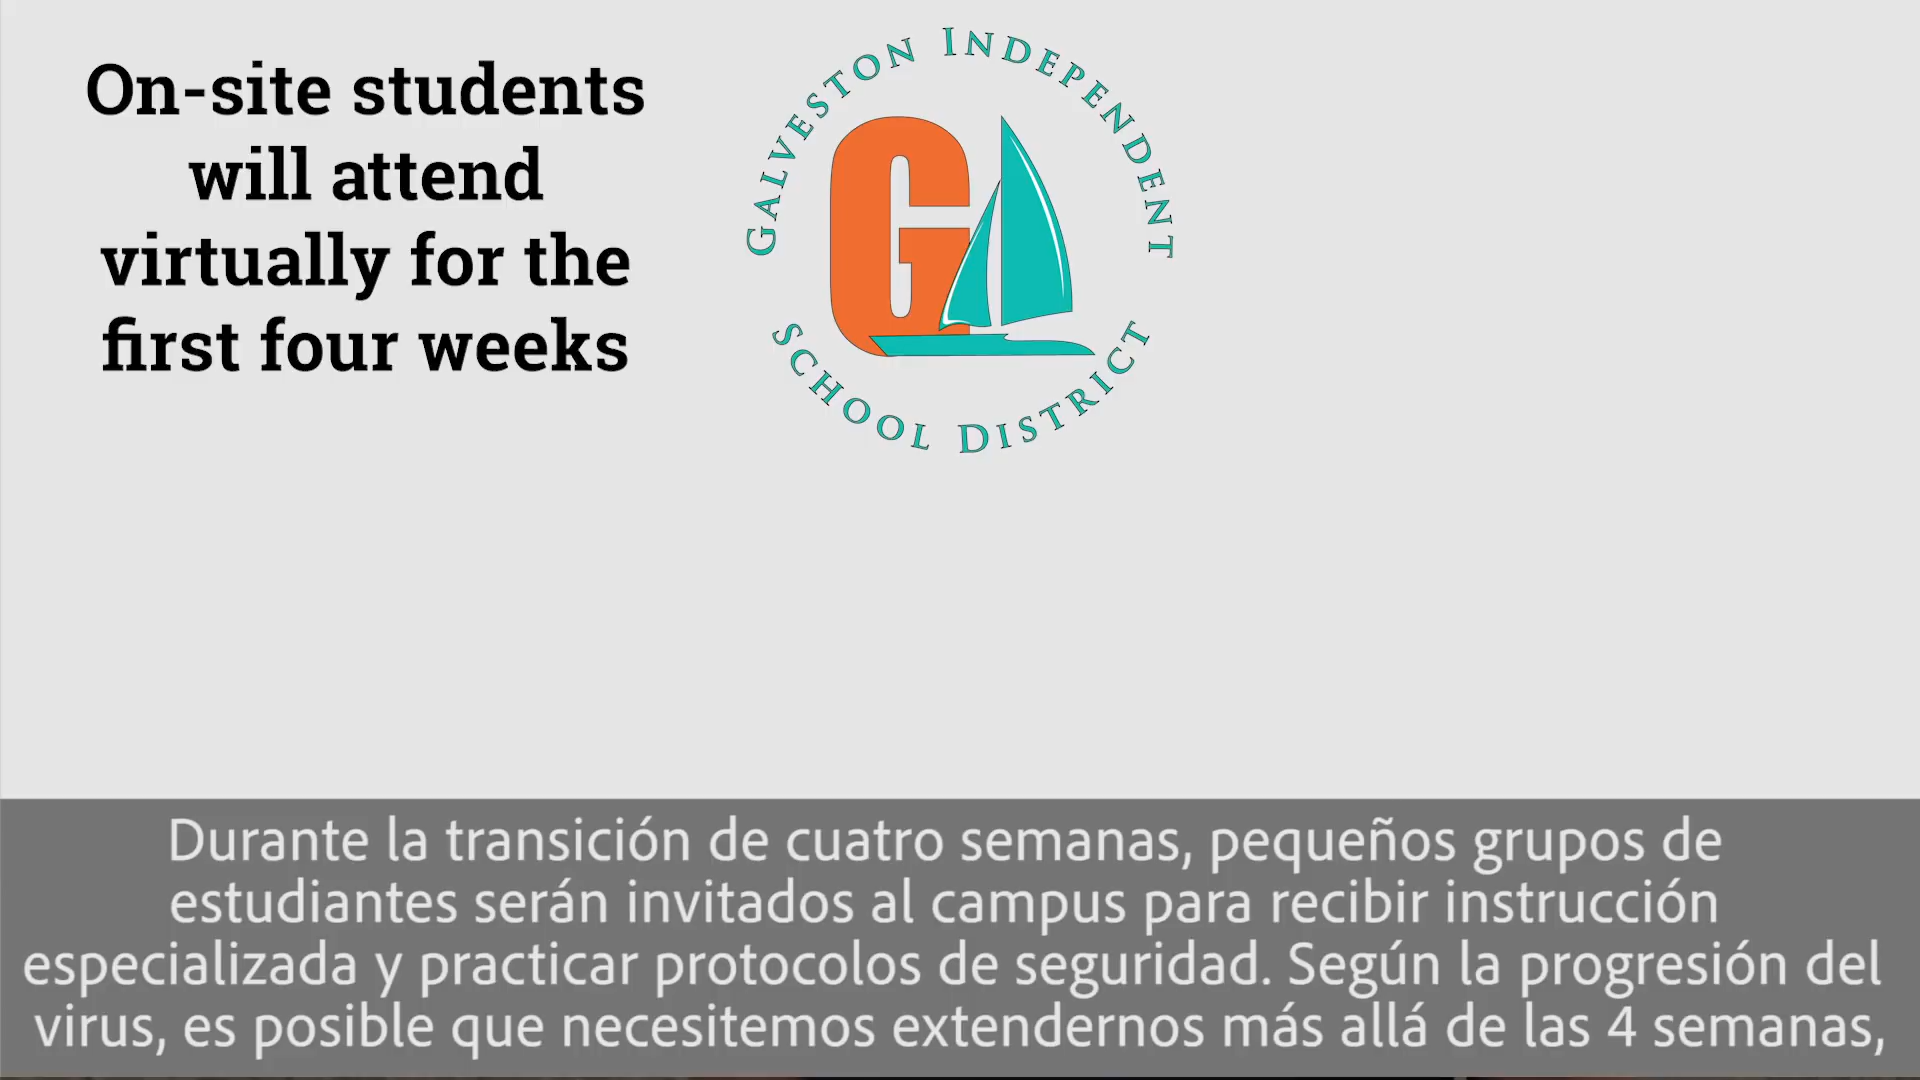 On-site students
will attend
virtually for the
first four weeks
GALVESTON INDEPENDENT
SCHOOL DISTRICT
G
Durante la transición de cuatro semanas, pequeños grupos de
estudiantes serán invitados al campus para recibir instrucción
especializada y practicar protocolos de seguridad. Según la progresión del
virus, es posible que necesitemos extendernos más allá de las 4 semanas,